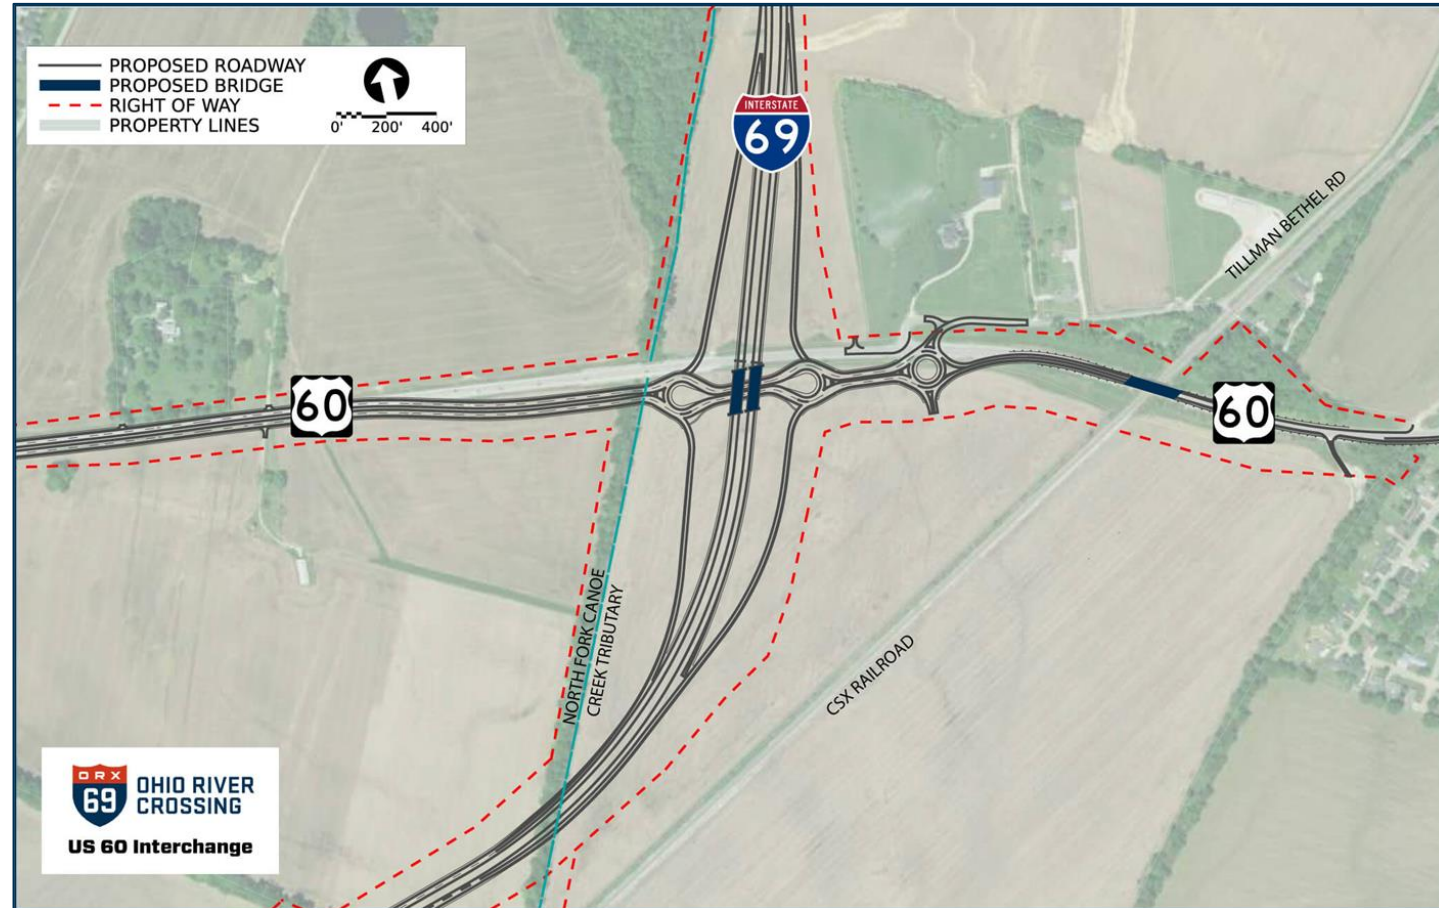 PROPOSED ROADWAY
PROPOSED BRIDGE
RIGHT OF WAY
PROPERTY LINES
0' 200' 400'
INTERSTATE
69
TILLMAN BETHEL RD
60
60
NORTH FORK CANOE
CREEK TRIBUTARY
CSX RAILROAD
ORX
69
OHIO RIVER
CROSSING
US 60 Interchange